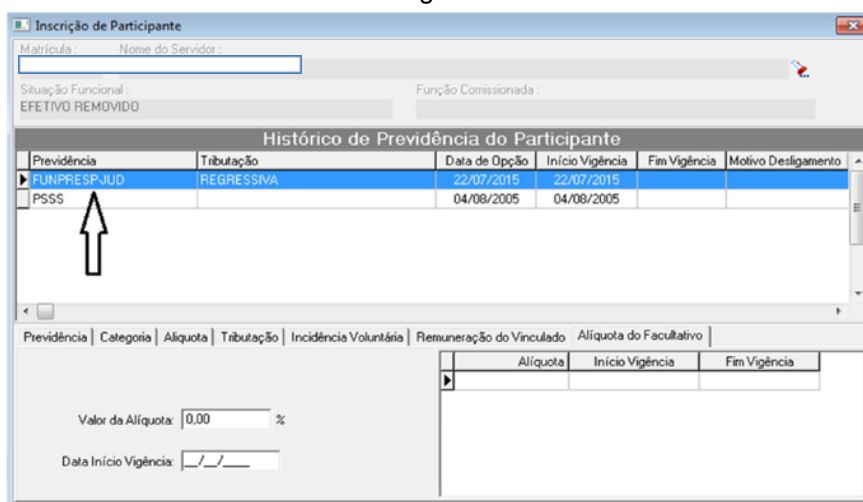 Inscrição de Participante
Matrícula : Nome do Servidor :
Situação Funcional : Função Comissionada :
EFETIVO REMOVIDO
Histórico de Previdência do Participante
Previdência Tributação Data de Opção Início Vigência Fim Vigência Motivo Desligamento
FUNPRESPJUD REGRESSIVA 22/07/2015 22/07/2015
PSSS 04/08/2005 04/08/2005
Previdência Categoria Aliquota Tributação Incidência Voluntária Remuneração do Vinculado Alíquota do Facultativo
Alíquota Início Vigência Fim Vigência
Valor da Alíquota: 0,00 %
Data Início Vigência: __/__/____